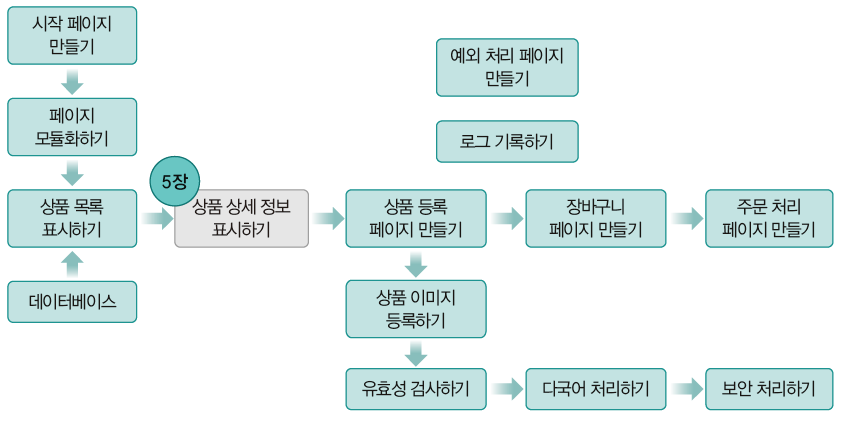 시작 페이지
만들기
예외 처리 페이지
만들기
페이지
모듈화하기
로그 기록하기
5장
상품 목록
표시하기
상품 상세 정보
표시하기
상품 등록
페이지 만들기
장바구니
페이지 만들기
주문 처리
페이지 만들기
데이터베이스
상품 이미지
등록하기
유효성 검사하기
다국어 처리하기
보안 처리하기